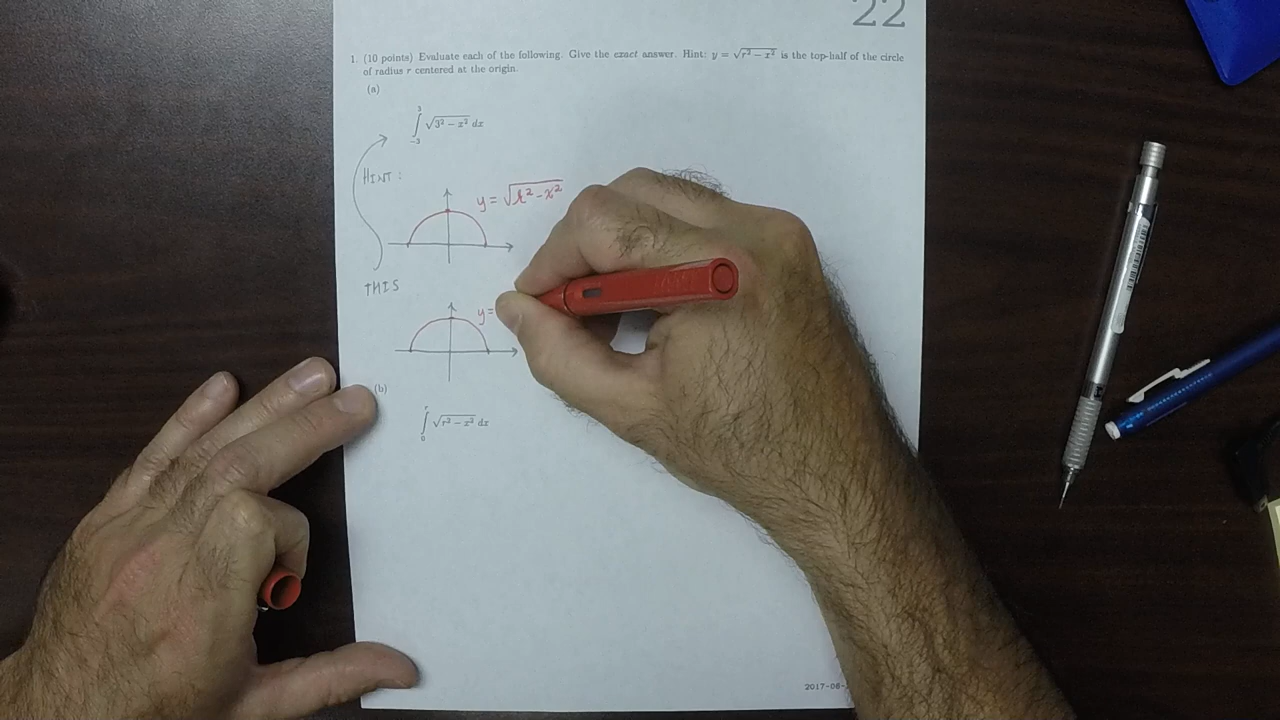 22
1. (10 points) Evaluate each of the following. Give the exact answer. Hint: y = √(r² − x²) is the top-half of the circle
of radius r centered at the origin.
(a)
∫_{-3}^{3} √(3² − x²) dx
HINT:
y = √(r² − x²)
THIS
y =
(b)
∫_{0}^{r} √(r² − x²) dx
2017-08-